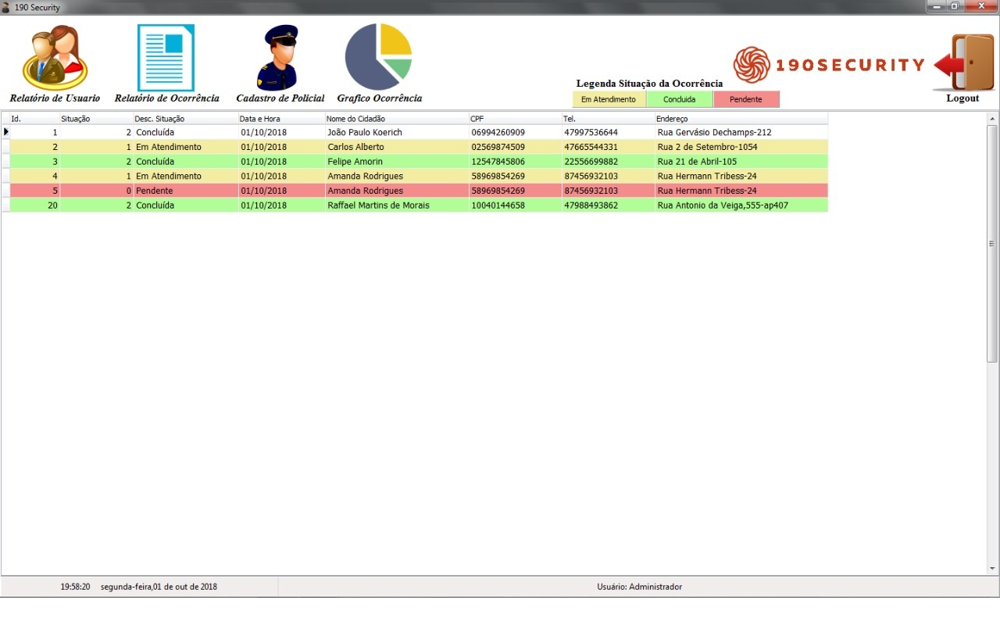 190 Security
Relatório de Usuario
Relatório de Ocorrência
Cadastro de Policial
Grafico Ocorrência
Legenda Situação da Ocorrência
Em Atendimento Concluida Pendente
190SECURITY
Logout
Id. Situação Desc. Situação Data e Hora Nome do Cidadão CPF Tel. Endereço
1 2 Concluída 01/10/2018 João Paulo Koerich 06994260909 47997536644 Rua Gervásio Dechamps-212
2 1 Em Atendimento 01/10/2018 Carlos Alberto 02569874509 47665544331 Rua 2 de Setembro-1054
3 2 Concluída 01/10/2018 Felipe Amorin 12547845806 22556699882 Rua 21 de Abril-105
4 1 Em Atendimento 01/10/2018 Amanda Rodrigues 58969854269 87456932103 Rua Hermann Tribess-24
5 0 Pendente 01/10/2018 Amanda Rodrigues 58969854269 87456932103 Rua Hermann Tribess-24
20 2 Concluída 01/10/2018 Raffael Martins de Morais 10040144658 47988493862 Rua Antonio da Veiga,555-ap407
19:58:20 segunda-feira,01 de out de 2018 Usuário: Administrador